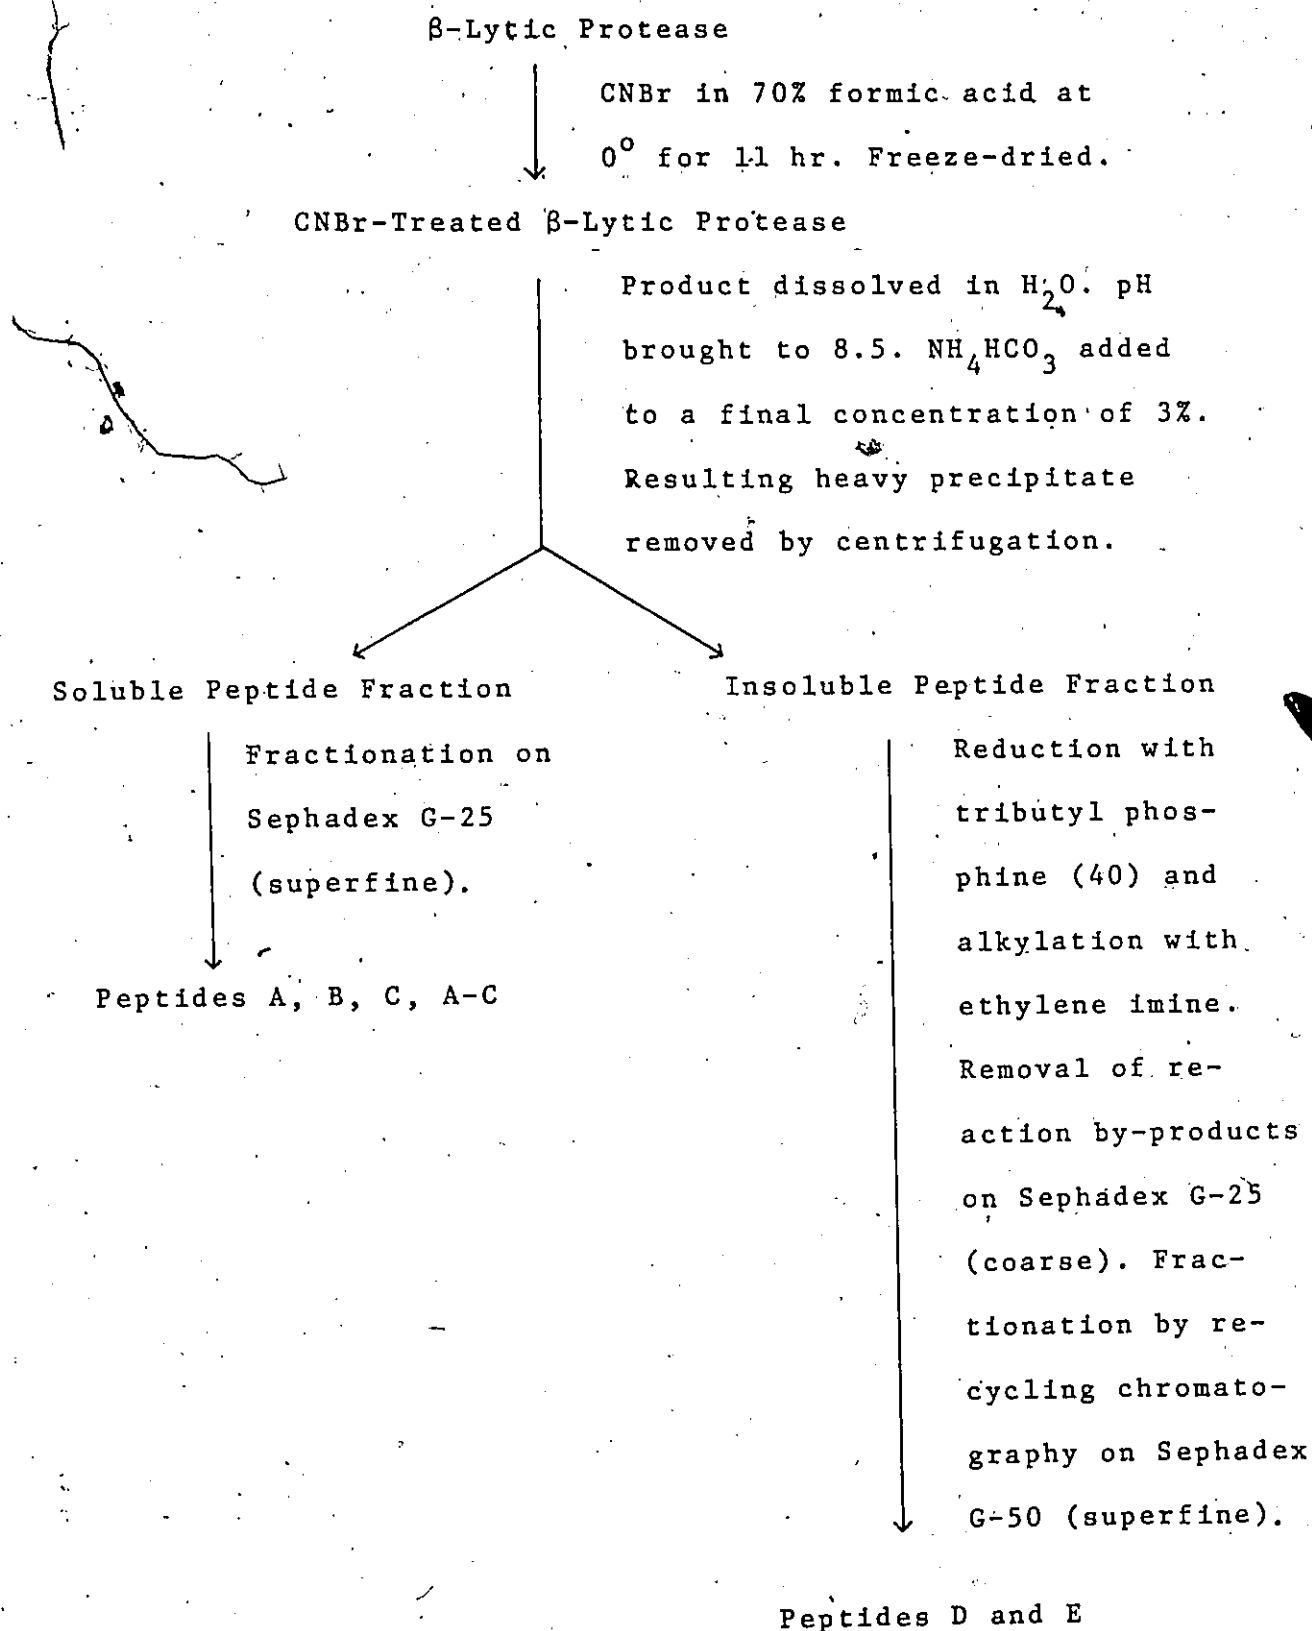 β-Lytic Protease
CNBr in 70% formic acid at
0° for 11 hr. Freeze-dried.
CNBr-Treated β-Lytic Protease
Product dissolved in H₂O. pH
brought to 8.5. NH₄HCO₃ added
to a final concentration of 3%.
Resulting heavy precipitate
removed by centrifugation.
Soluble Peptide Fraction
Fractionation on
Sephadex G-25
(superfine).
Peptides A, B, C, A-C
Insoluble Peptide Fraction
Reduction with
tributyl phos-
phine (40) and
alkylation with
ethylene imine.
Removal of re-
action by-products
on Sephadex G-25
(coarse). Frac-
tionation by re-
cycling chromato-
graphy on Sephadex
G-50 (superfine).
Peptides D and E